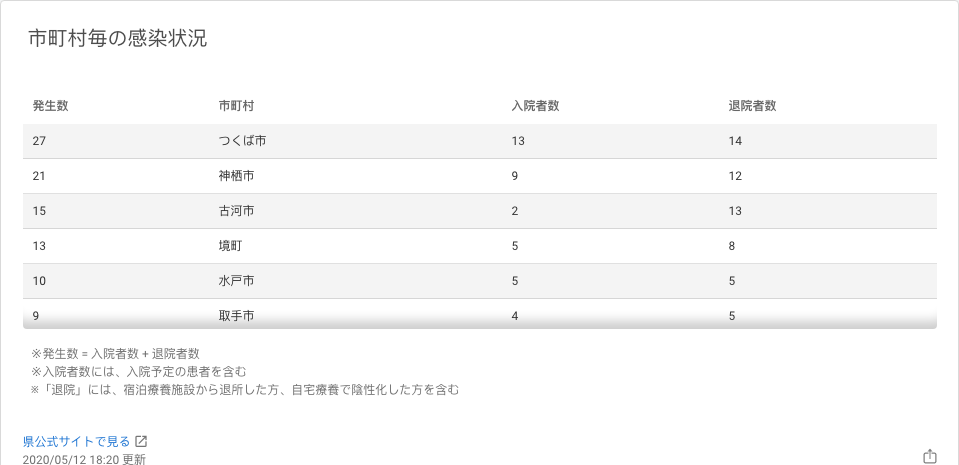 市町村毎の感染状況
発生数 市町村 入院者数 退院者数
27 つくば市 13 14
21 神栖市 9 12
15 古河市 2 13
13 境町 5 8
10 水戸市 5 5
9 取手市 4 5
※発生数 = 入院者数 + 退院者数
※入院者数には、入院予定の患者を含む
※「退院」には、宿泊療養施設から退所した方、自宅療養で陰性化した方を含む
県公式サイトで見る
2020/05/12 18:20 更新